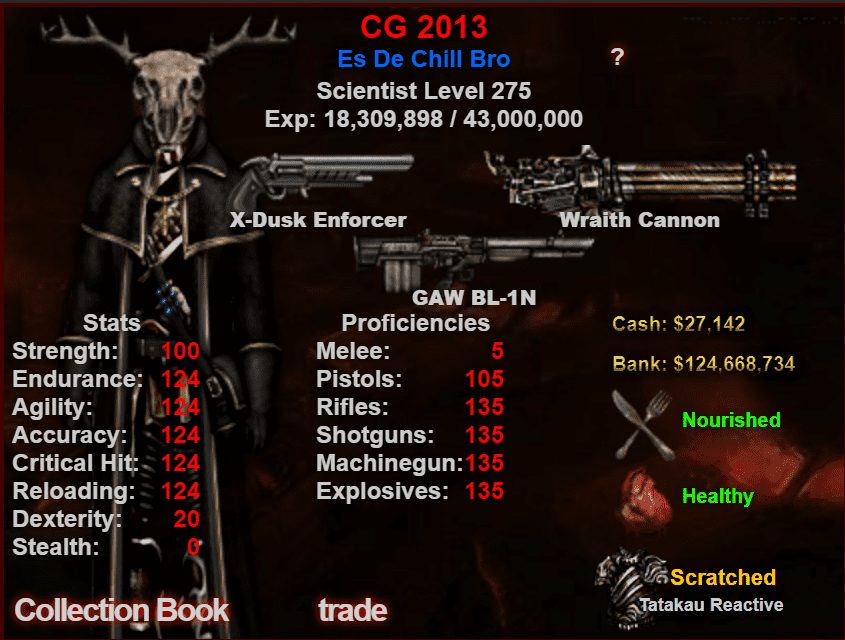 CG 2013
Es De Chill Bro
?
Scientist Level 275
Exp: 18,309,898 / 43,000,000
X-Dusk Enforcer
Wraith Cannon
GAW BL-1N
Stats
Strength: 100
Endurance: 124
Agility: 124
Accuracy: 124
Critical Hit: 124
Reloading: 124
Dexterity: 20
Stealth: 0
Proficiencies
Melee: 5
Pistols: 105
Rifles: 135
Shotguns: 135
Machinegun: 135
Explosives: 135
Cash: $27,142
Bank: $124,668,734
Nourished
Healthy
Scratched
Tatakau Reactive
Collection Book
trade